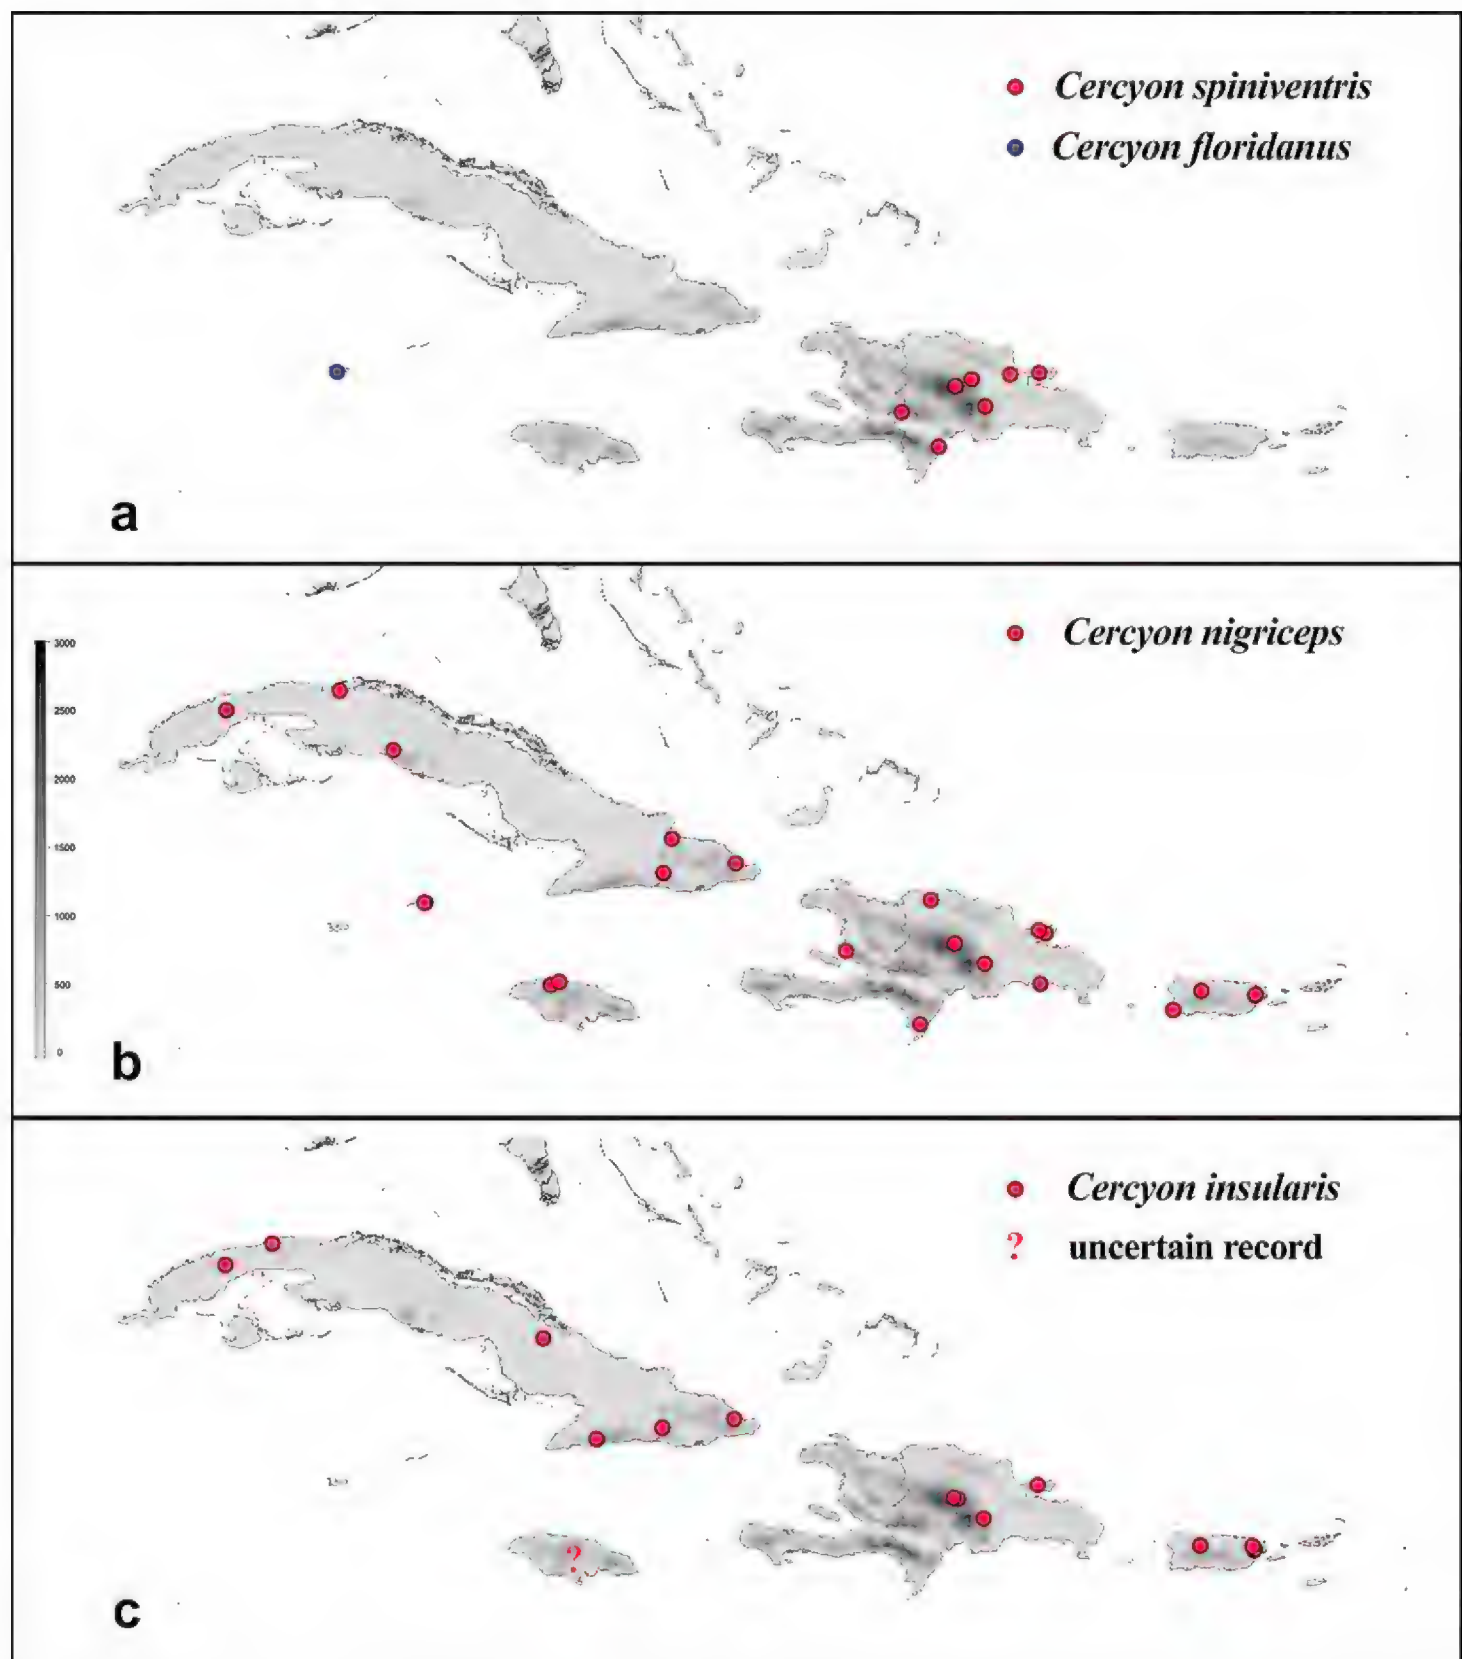 Cercyon spiniventris
Cercyon floridanus
a
Cercyon nigriceps
3000
2500
2000
1500
1000
500
0
b
Cercyon insularis
? uncertain record
?
c